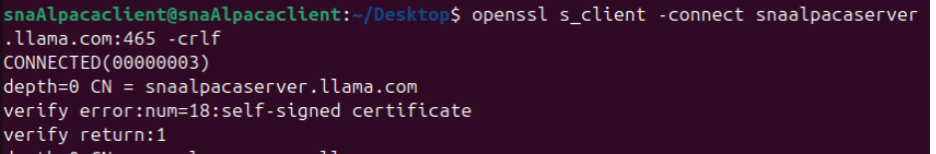 snaAlpacaclient@snaAlpacaclient:~/Desktop$ openssl s_client -connect snaalpacaserver
.llama.com:465 -crlf
CONNECTED(00000003)
depth=0 CN = snaalpacaserver.llama.com
verify error:num=18:self-signed certificate
verify return:1